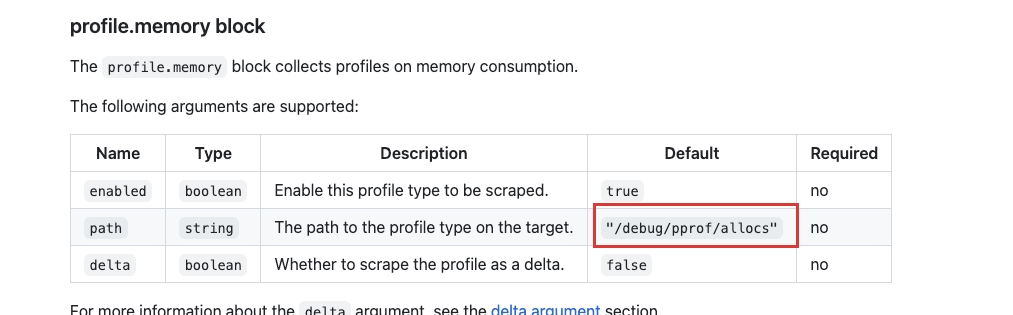 profile.memory block
The profile.memory block collects profiles on memory consumption.
The following arguments are supported:
Name Type Description Default Required
enabled boolean Enable this profile type to be scraped. true no
path string The path to the profile type on the target. "/debug/pprof/allocs" no
delta boolean Whether to scrape the profile as a delta. false no
For more information about the delta argument, see the delta argument section.